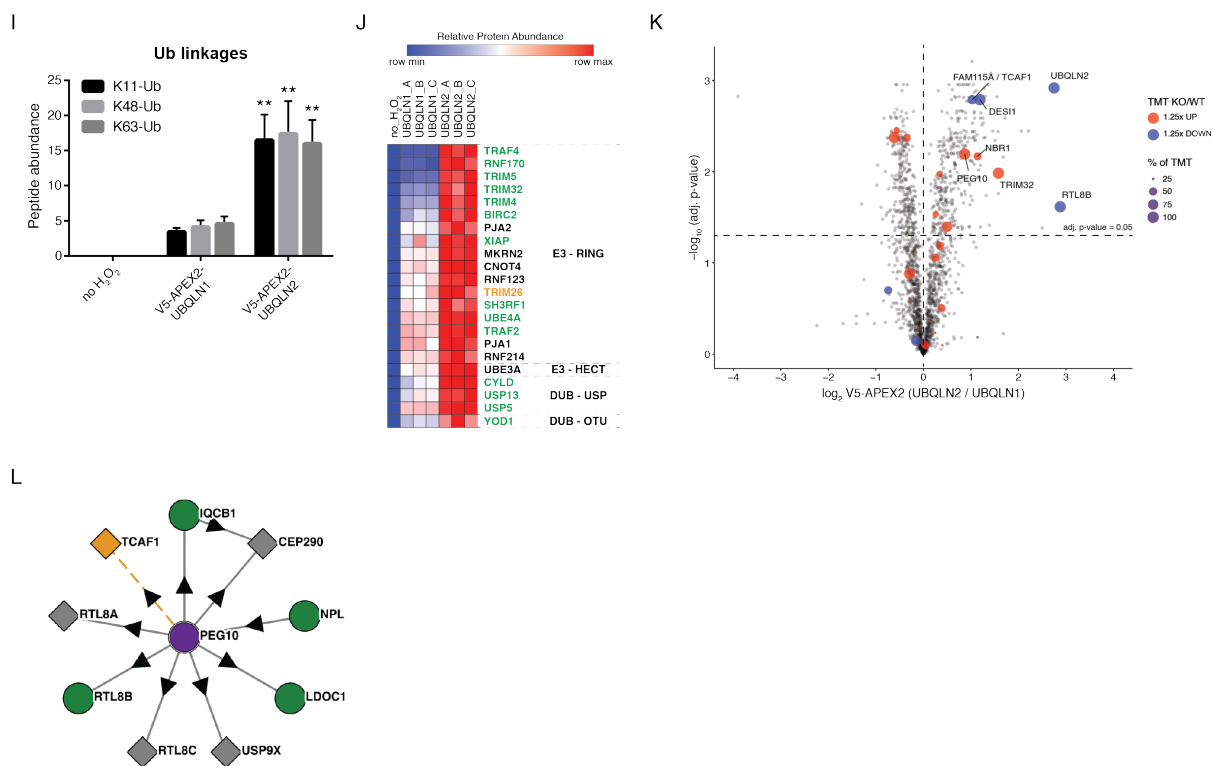 I
Ub linkages
K11-Ub
K48-Ub
K63-Ub
Peptide abundance
25
20
15
10
5
0
**
**
**
no H₂O₂
V5-APEX2-
UBQLN1
V5-APEX2-
UBQLN2
J
Relative Protein Abundance
row min
row max
no_H₂O₂
UBQLN1_A
UBQLN1_B
UBQLN1_C
UBQLN2_A
UBQLN2_B
UBQLN2_C
TRAF4
RNF170
TRIM5
TRIM32
TRIM4
BIRC2
PJA2
XIAP
MKRN2 E3 - RING
CNOT4
RNF123
TRIM26
SH3RF1
UBE4A
TRAF2
PJA1
RNF214
UBE3A E3 - HECT
CYLD
USP13 DUB - USP
USP5
YOD1 DUB - OTU
K
−log₁₀ (adj. p-value)
3
2
1
0
FAM115A / TCAF1
UBQLN2
DESI1
NBR1
PEG10
TRIM32
RTL8B
adj. p-value = 0.05
−4 −3 −2 −1 0 1 2 3 4
log₂ V5-APEX2 (UBQLN2 / UBQLN1)
TMT KO/WT
1.25x UP
1.25x DOWN
% of TMT
25
50
75
100
L
IQCB1
TCAF1
CEP290
RTL8A
NPL
PEG10
RTL8B
LDOC1
RTL8C
USP9X